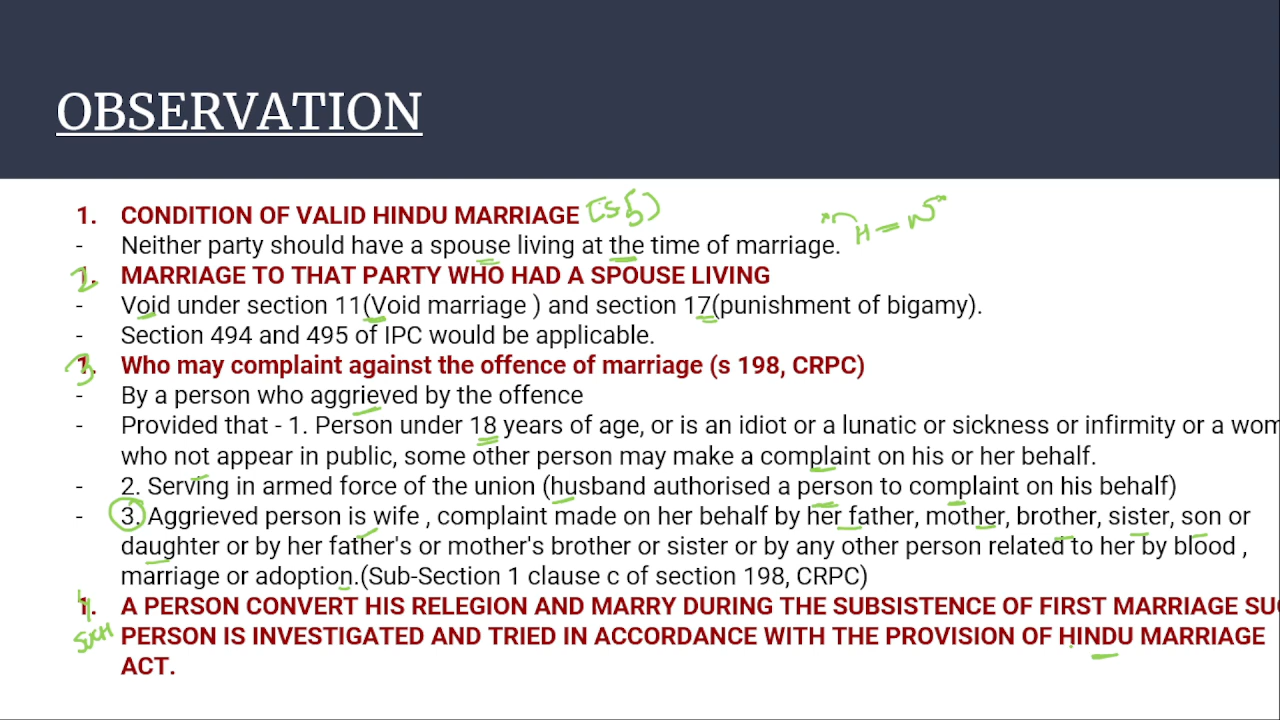 OBSERVATION
1. CONDITION OF VALID HINDU MARRIAGE (S 5)
- Neither party should have a spouse living at the time of marriage. H = W
2. MARRIAGE TO THAT PARTY WHO HAD A SPOUSE LIVING
- Void under section 11(Void marriage ) and section 17(punishment of bigamy).
- Section 494 and 495 of IPC would be applicable.
3. Who may complaint against the offence of marriage (s 198, CRPC)
- By a person who aggrieved by the offence
- Provided that - 1. Person under 18 years of age, or is an idiot or a lunatic or sickness or infirmity or a wom
who not appear in public, some other person may make a complaint on his or her behalf.
- 2. Serving in armed force of the union (husband authorised a person to complaint on his behalf)
- 3. Aggrieved person is wife , complaint made on her behalf by her father, mother, brother, sister, son or
daughter or by her father's or mother's brother or sister or by any other person related to her by blood ,
marriage or adoption.(Sub-Section 1 clause c of section 198, CRPC)
4. A PERSON CONVERT HIS RELEGION AND MARRY DURING THE SUBSISTENCE OF FIRST MARRIAGE SUC
SUCH PERSON IS INVESTIGATED AND TRIED IN ACCORDANCE WITH THE PROVISION OF HINDU MARRIAGE
ACT.